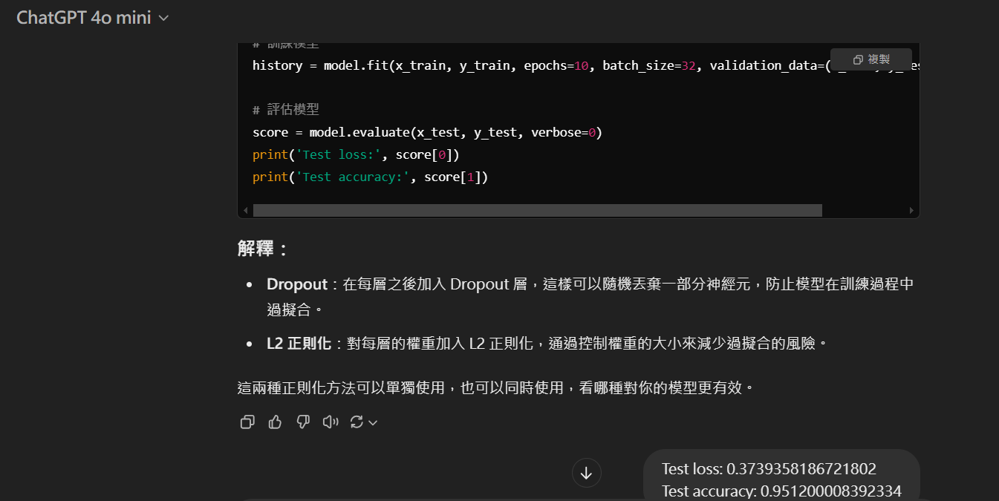 ChatGPT 4o mini
# 訓練模型
複製
history = model.fit(x_train, y_train, epochs=10, batch_size=32, validation_data=(
# 評估模型
score = model.evaluate(x_test, y_test, verbose=0)
print('Test loss:', score[0])
print('Test accuracy:', score[1])
解釋：
• Dropout：在每層之後加入 Dropout 層，這樣可以隨機丟棄一部分神經元，防止模型在訓練過程中
過擬合。
• L2 正則化：對每層的權重加入 L2 正則化，通過控制權重的大小來減少過擬合的風險。
這兩種正則化方法可以單獨使用，也可以同時使用，看哪種對你的模型更有效。
Test loss: 0.3739358186721802
Test accuracy: 0.951200008392334